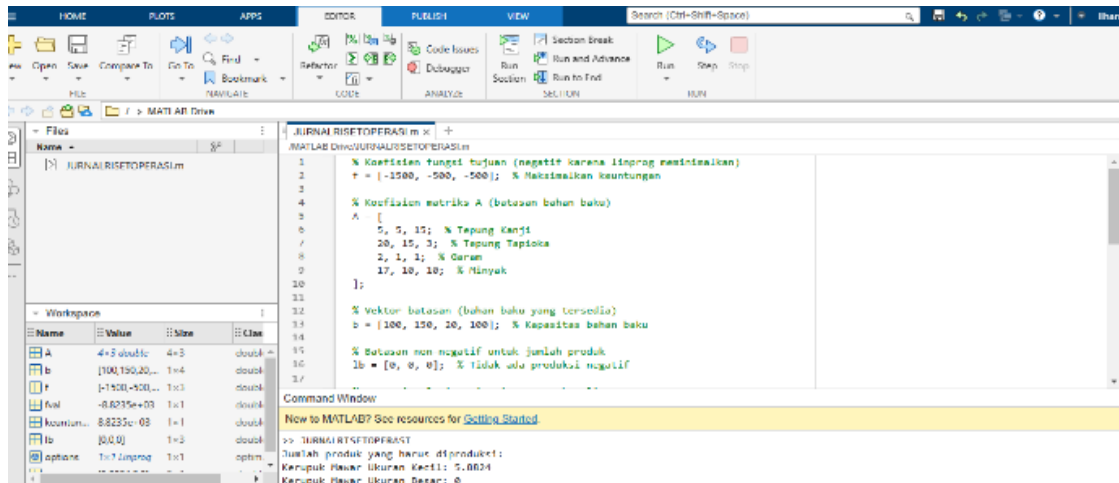 HOME PLOTS APPS EDITOR PUBLISH VIEW Search (Ctrl+Shift+Space)
Open Save Compare To Go To Find Bookmark Refactor Code Issues Debugger Run Section Section Break Run and Advance Run to End Run Step Stop
FILE NAVIGATE CODE ANALYZE SECTION RUN
/ > MATLAB Drive
Files
Name
JURNALRISETOPERASI.m
JURNALRISETOPERASI.m × +
/MATLAB Drive/JURNALRISETOPERASI.m
1 % Koefisien fungsi tujuan (negatif karena linprog meminimalkan)
2 f = [-1500, -500, -500]; % Maksimalkan keuntungan
3
4 % Koefisien matriks A (batasan bahan baku)
5 A = [
6 5, 5, 15; % Tepung Kanji
7 20, 15, 3; % Tepung Tapioka
8 2, 1, 1; % Garam
9 17, 10, 10; % Minyak
10 ];
11
12 % Vektor batasan (bahan baku yang tersedia)
13 b = [100, 150, 20, 100]; % Kapasitas bahan baku
14
15 % Batasan non negatif untuk jumlah produk
16 lb = [0, 0, 0]; % Tidak ada produksi negatif
17
Workspace
Name Value Size Clas
A 4×3 double 4×3 double
b [100,150,20,... 1×4 double
f [-1500,-500,... 1×3 double
fval -8.8235e+03 1×1 double
keuntun... 8.8235e+03 1×1 double
lb [0,0,0] 1×3 double
options 1×1 Linprog 1×1 optim.
Command Window
New to MATLAB? See resources for Getting Started.
>> JURNALRISETOPERASI
Jumlah produk yang harus diproduksi:
Kerupuk Mawar Ukuran Kecil: 5.8824
Kerupuk Mawar Ukuran Besar: 0